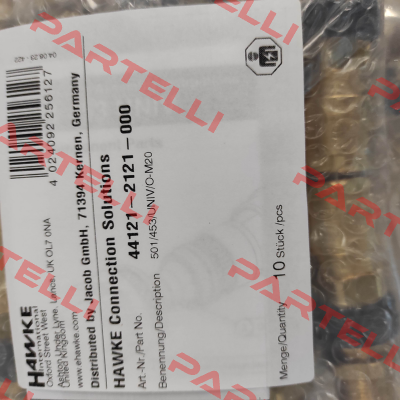 HAWKE
International
Oxford Street West
Ashton Under Lyne, Lancs, UK OL7 0NA
United Kingdom
www.ehawke.com
Distributed by Jacob GmbH, 71394 Kernen, Germany
HAWKE Connection Solutions
44121-2121-000
Art.-Nr./Part No.
501/453/UNIV/O-M20
Benennung/Description
10 Stück/pcs
Menge/Quantity
4 024092 256127
PARTELLI
PARTELLI
PARTELLI
PARTELLI
PARTELLI